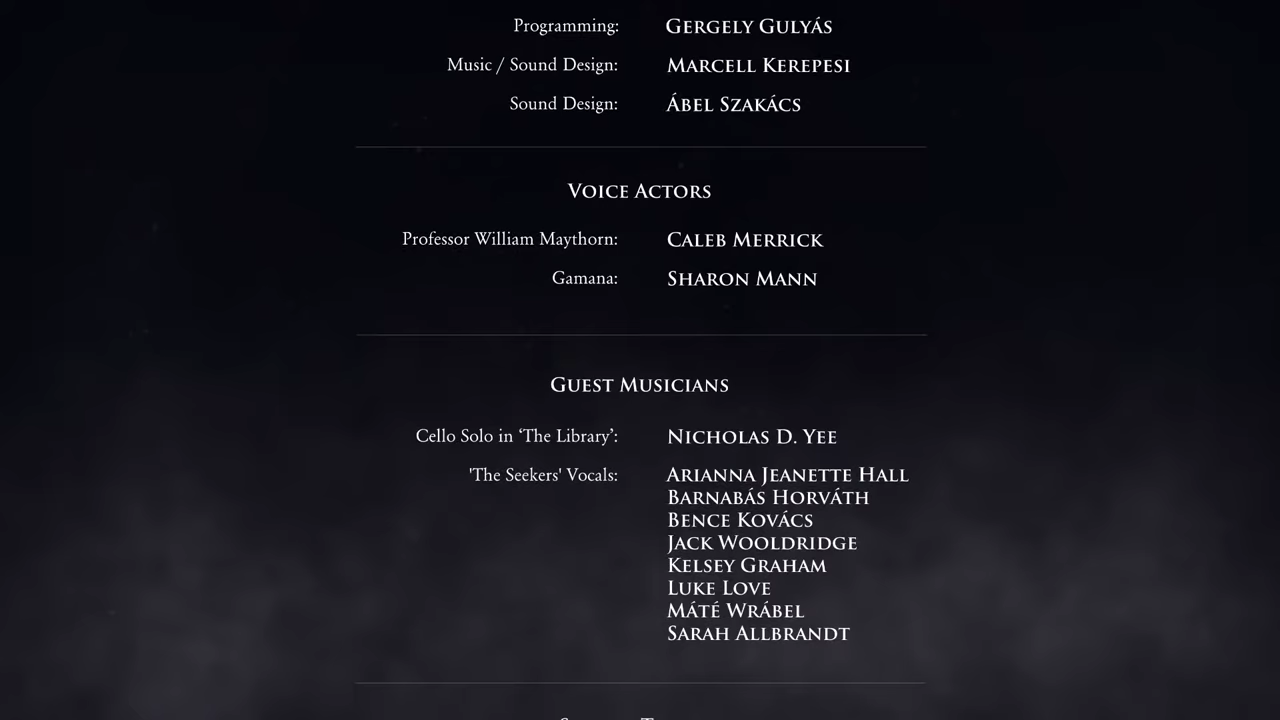 Programming: GERGELY GULYÁS
Music / Sound Design: MARCELL KEREPESI
Sound Design: ÁBEL SZAKÁCS
VOICE ACTORS
Professor William Maythorn: CALEB MERRICK
Gamana: SHARON MANN
GUEST MUSICIANS
Cello Solo in ‘The Library’: NICHOLAS D. YEE
'The Seekers' Vocals: ARIANNA JEANETTE HALL
BARNABÁS HORVÁTH
BENCE KOVÁCS
JACK WOOLDRIDGE
KELSEY GRAHAM
LUKE LOVE
MÁTÉ WRÁBEL
SARAH ALLBRANDT